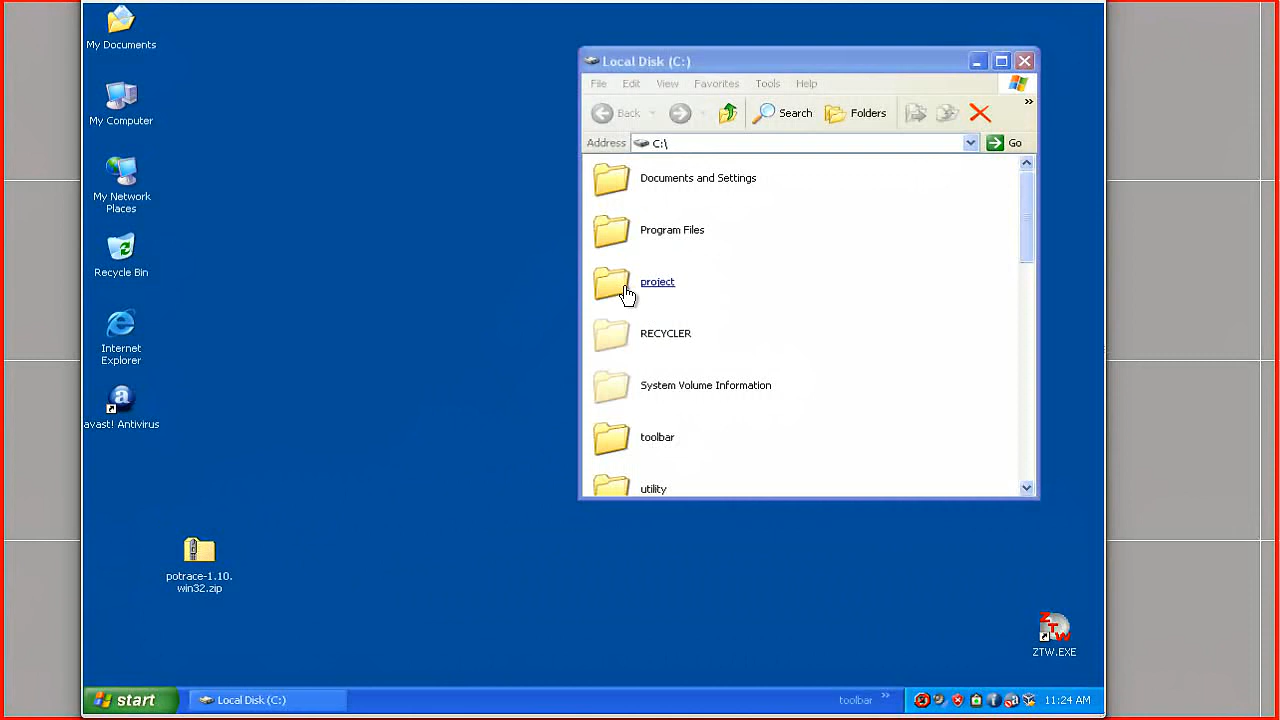 My Documents
My Computer
My Network
Places
Recycle Bin
Internet
Explorer
avast! Antivirus
potrace-1.10.
win32.zip
Local Disk (C:)
File Edit View Favorites Tools Help
Back Search Folders »
Address C:\ Go
Documents and Settings
Program Files
project
RECYCLER
System Volume Information
toolbar
utility
ZTW
ZTW.EXE
start Local Disk (C:) toolbar » 11:24 AM